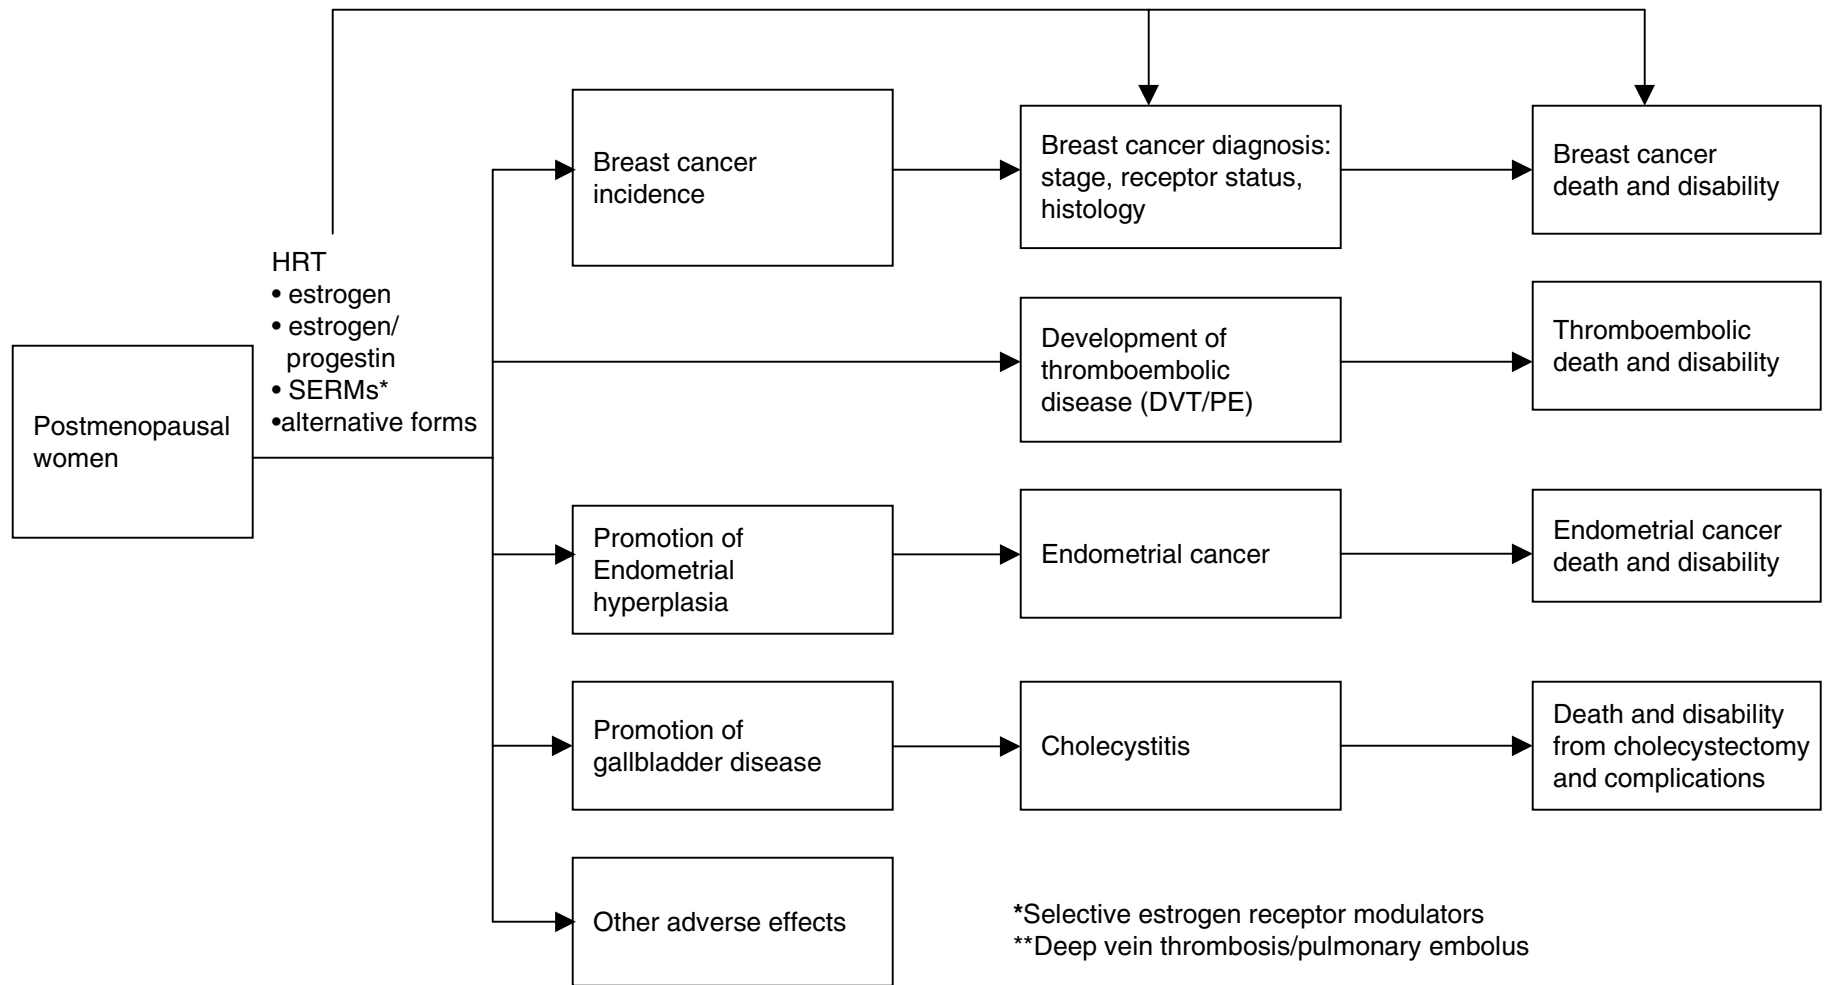 HRT
• estrogen
• estrogen/
progestin
• SERMs*
•alternative forms
Postmenopausal
women
Breast cancer
incidence
Breast cancer diagnosis:
stage, receptor status,
histology
Breast cancer
death and disability
Development of
thromboembolic
disease (DVT/PE)
Thromboembolic
death and disability
Promotion of
Endometrial
hyperplasia
Endometrial cancer
Endometrial cancer
death and disability
Promotion of
gallbladder disease
Cholecystitis
Death and disability
from cholecystectomy
and complications
Other adverse effects
*Selective estrogen receptor modulators
**Deep vein thrombosis/pulmonary embolus